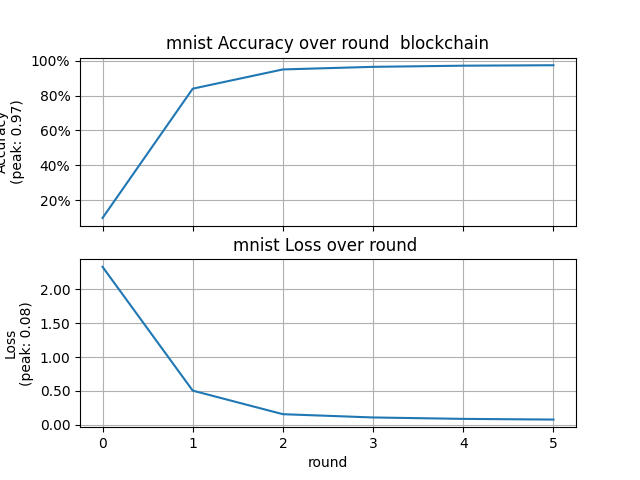 mnist Accuracy over round  blockchain
100%
80%
60%
40%
20%
Accuracy
(peak: 0.97)
mnist Loss over round
2.00
1.50
1.00
0.50
0.00
Loss
(peak: 0.08)
0 1 2 3 4 5
round